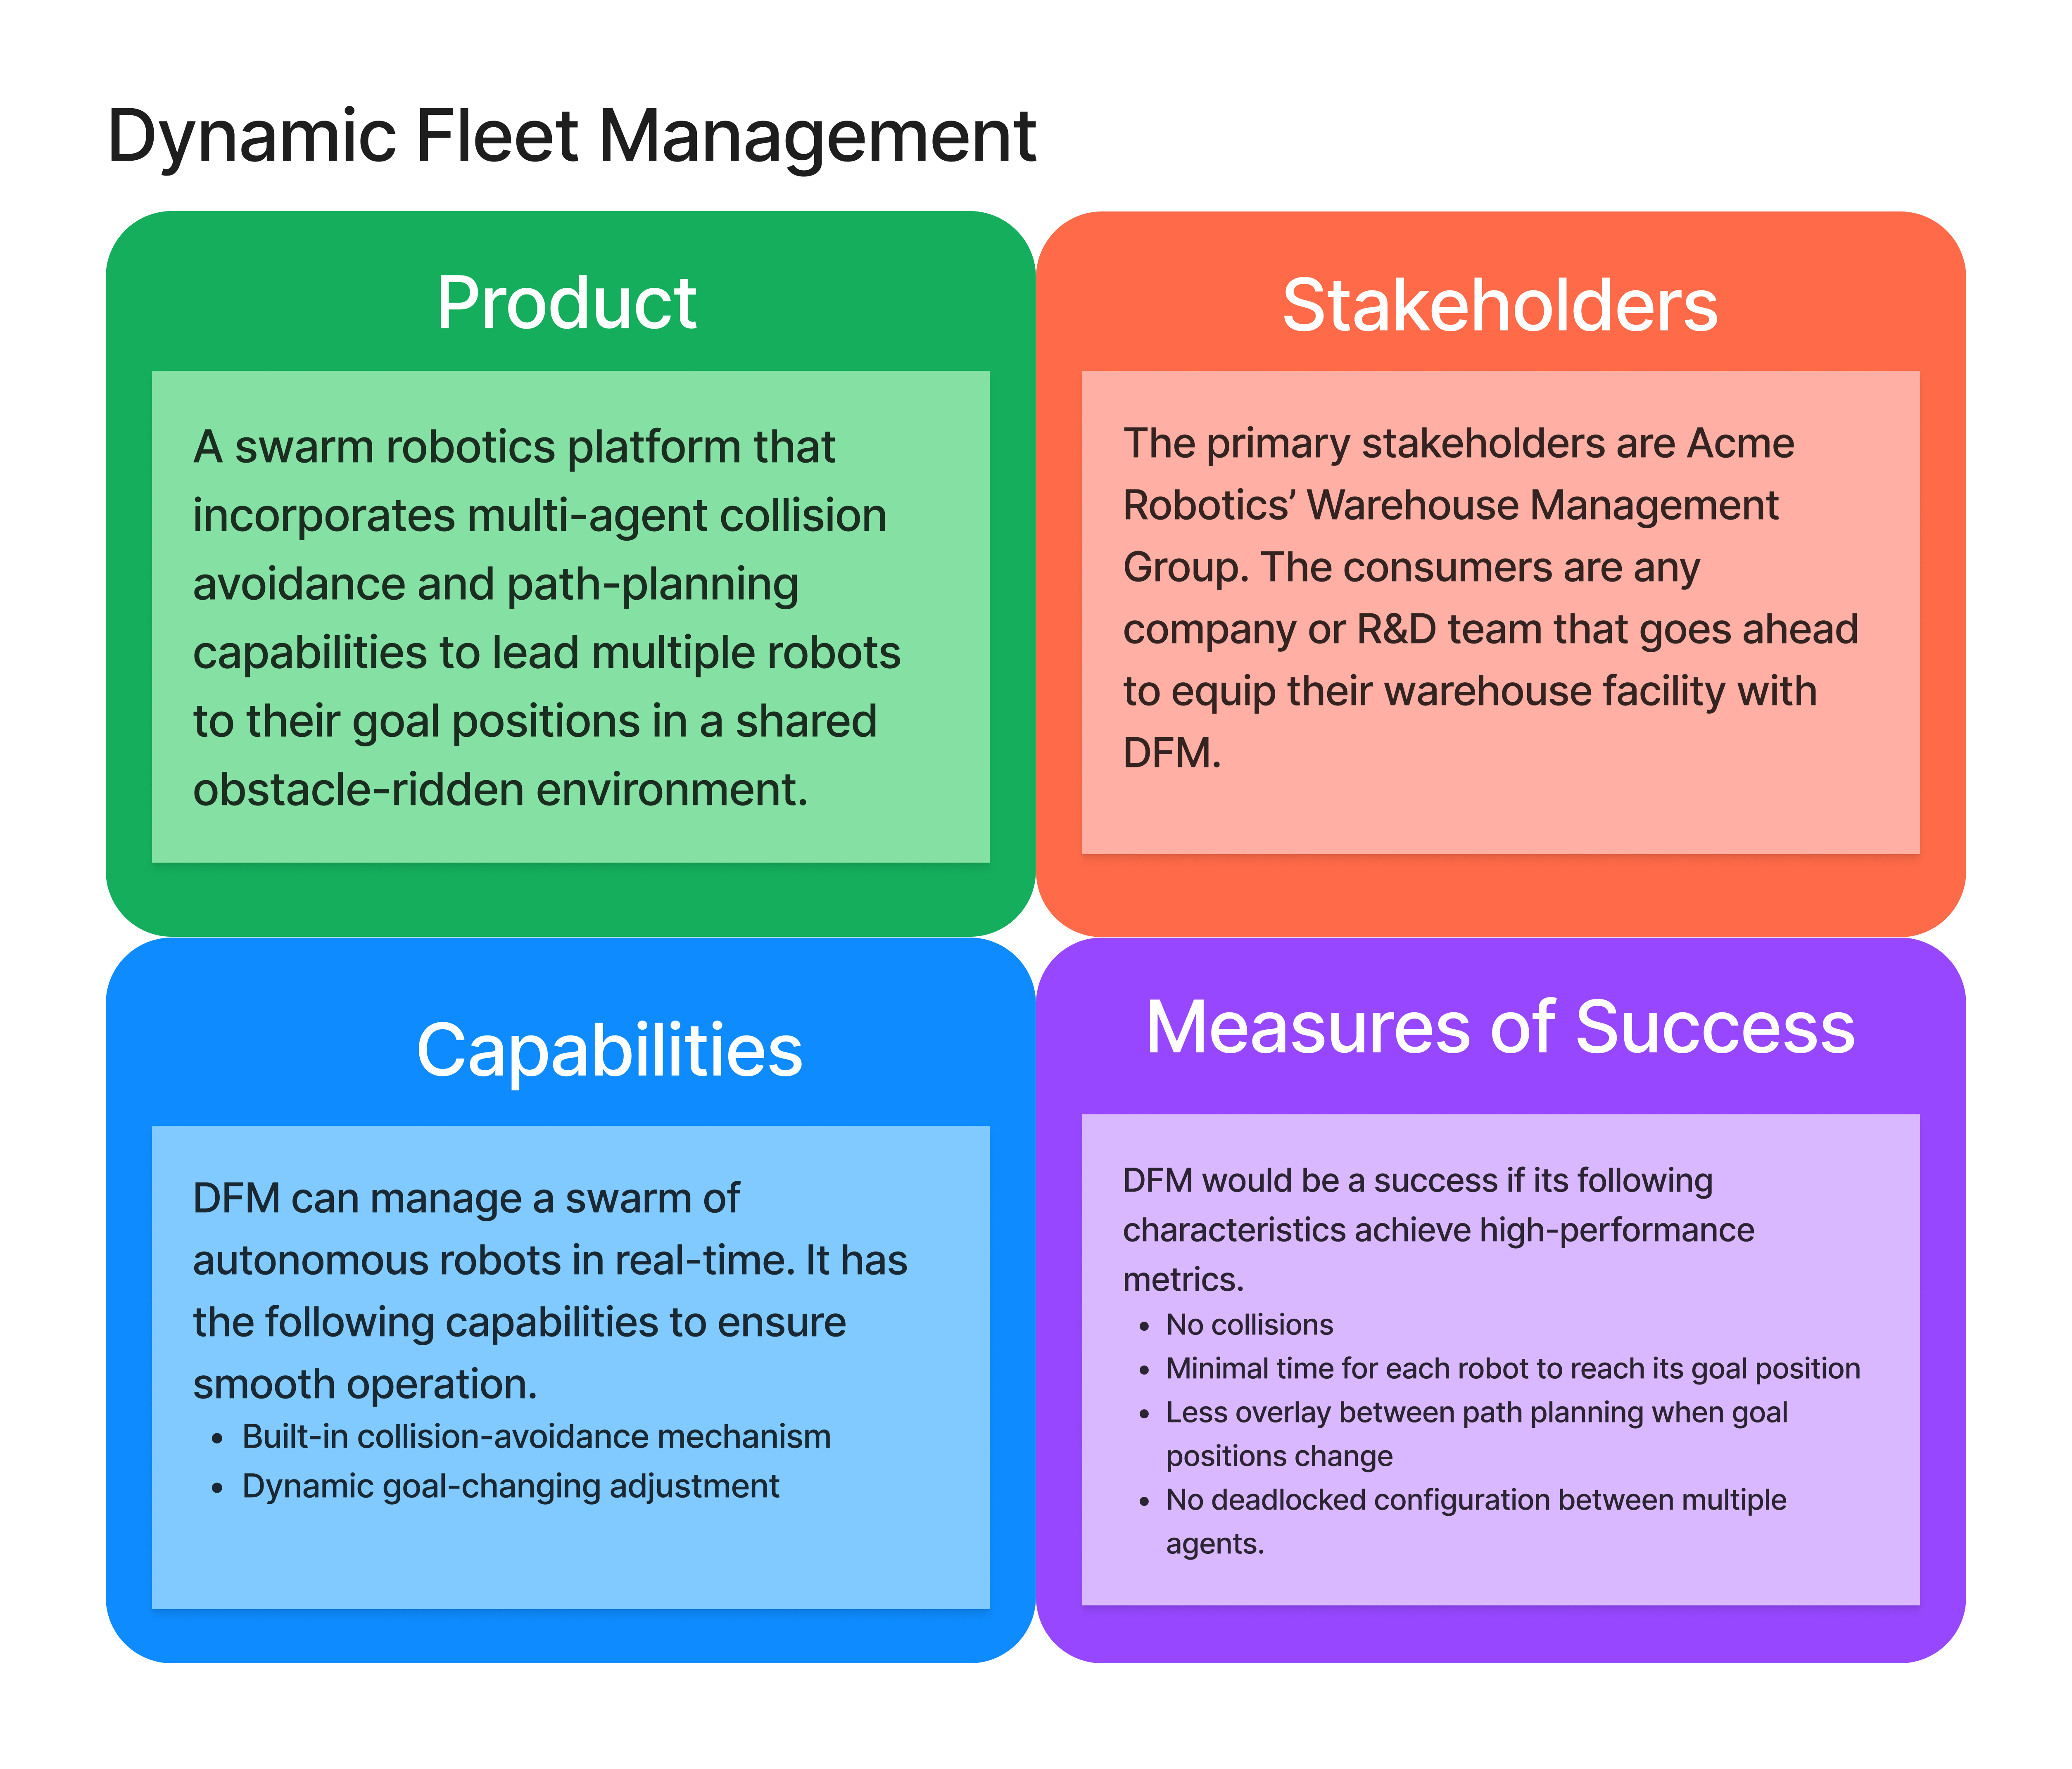 Dynamic Fleet Management
Product
A swarm robotics platform that
incorporates multi-agent collision
avoidance and path-planning
capabilities to lead multiple robots
to their goal positions in a shared
obstacle-ridden environment.
Stakeholders
The primary stakeholders are Acme
Robotics’ Warehouse Management
Group. The consumers are any
company or R&D team that goes ahead
to equip their warehouse facility with
DFM.
Capabilities
DFM can manage a swarm of
autonomous robots in real-time. It has
the following capabilities to ensure
smooth operation.
• Built-in collision-avoidance mechanism
• Dynamic goal-changing adjustment
Measures of Success
DFM would be a success if its following
characteristics achieve high-performance
metrics.
• No collisions
• Minimal time for each robot to reach its goal position
• Less overlay between path planning when goal
positions change
• No deadlocked configuration between multiple
agents.